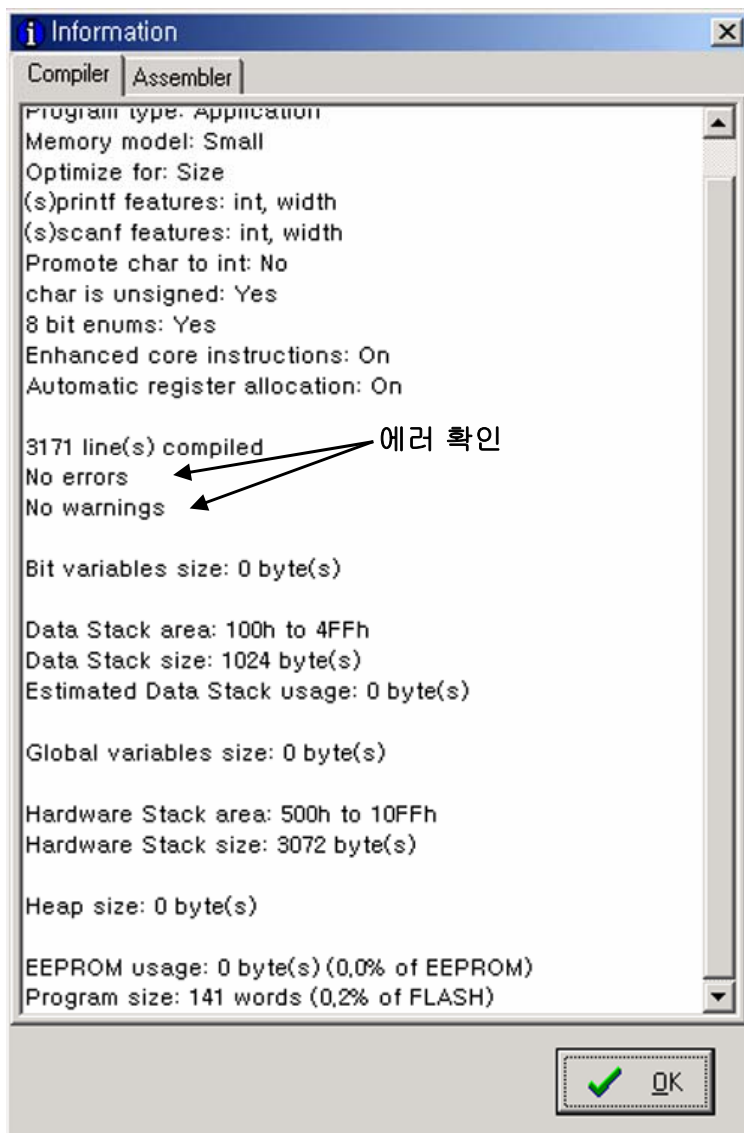 Information
Compiler
Assembler
Program type: Application
Memory model: Small
Optimize for: Size
(s)printf features: int, width
(s)scanf features: int, width
Promote char to int: No
char is unsigned: Yes
8 bit enums: Yes
Enhanced core instructions: On
Automatic register allocation: On
3171 line(s) compiled
에러 확인
No errors
No warnings
Bit variables size: 0 byte(s)
Data Stack area: 100h to 4FFh
Data Stack size: 1024 byte(s)
Estimated Data Stack usage: 0 byte(s)
Global variables size: 0 byte(s)
Hardware Stack area: 500h to 10FFh
Hardware Stack size: 3072 byte(s)
Heap size: 0 byte(s)
EEPROM usage: 0 byte(s) (0,0% of EEPROM)
Program size: 141 words (0,2% of FLASH)
OK